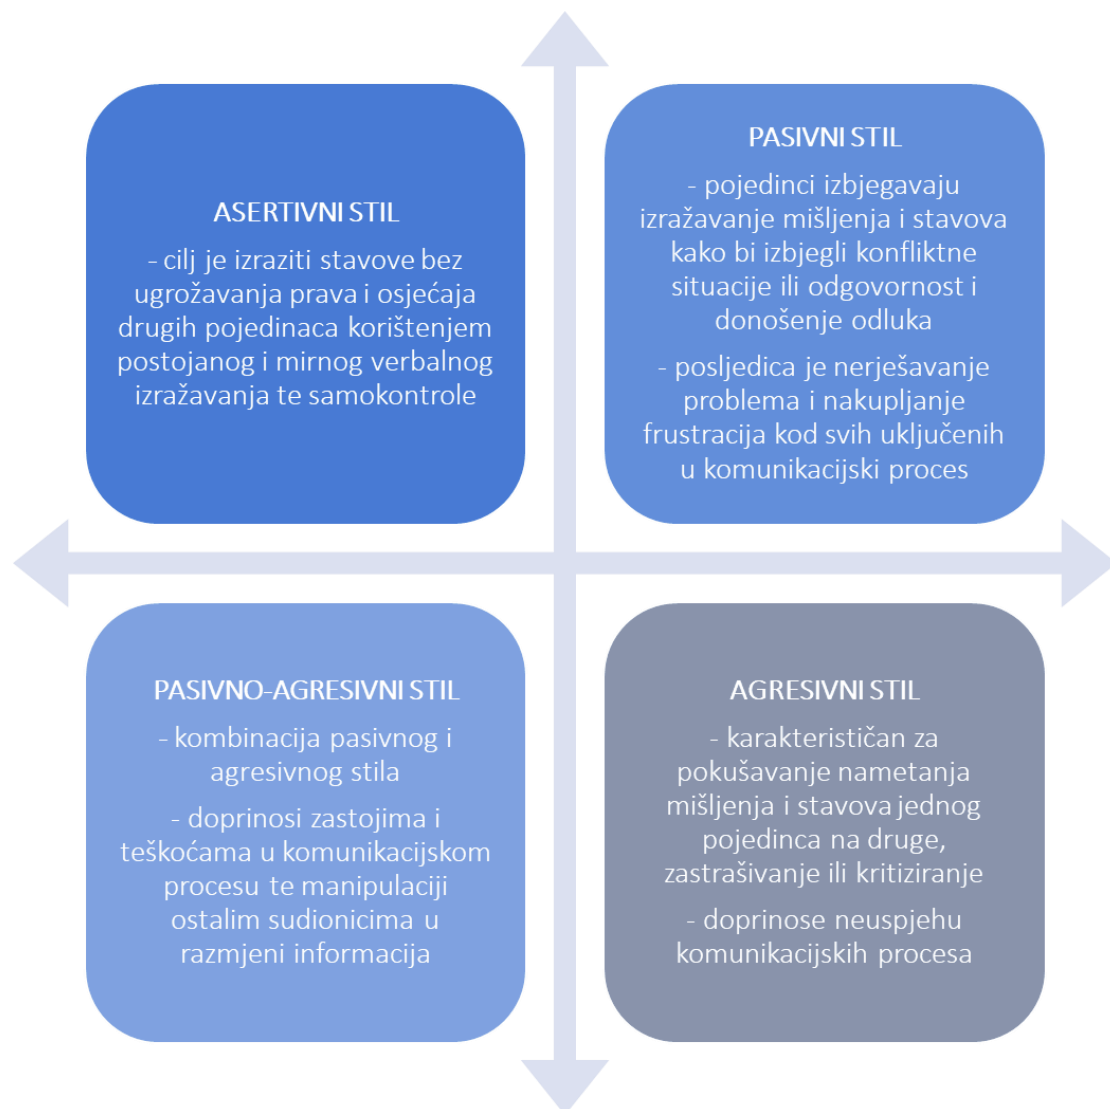 ASERTIVNI STIL
- cilj je izraziti stavove bez
ugrožavanja prava i osjećaja
drugih pojedinaca korištenjem
postojanog i mirnog verbalnog
izražavanja te samokontrole
PASIVNI STIL
- pojedinci izbjegavaju
izražavanje mišljenja i stavova
kako bi izbjegli konfliktne
situacije ili odgovornost i
donošenje odluka
- posljedica je nerješavanje
problema i nakupljanje
frustracija kod svih uključenih
u komunikacijski proces
PASIVNO-AGRESIVNI STIL
- kombinacija pasivnog i
agresivnog stila
- doprinosi zastojima i
teškoćama u komunikacijskom
procesu te manipulaciji
ostalim sudionicima u
razmjeni informacija
AGRESIVNI STIL
- karakterističan za
pokušavanje nametanja
mišljenja i stavova jednog
pojedinca na druge,
zastrašivanje ili kritiziranje
- doprinose neuspjehu
komunikacijskih procesa